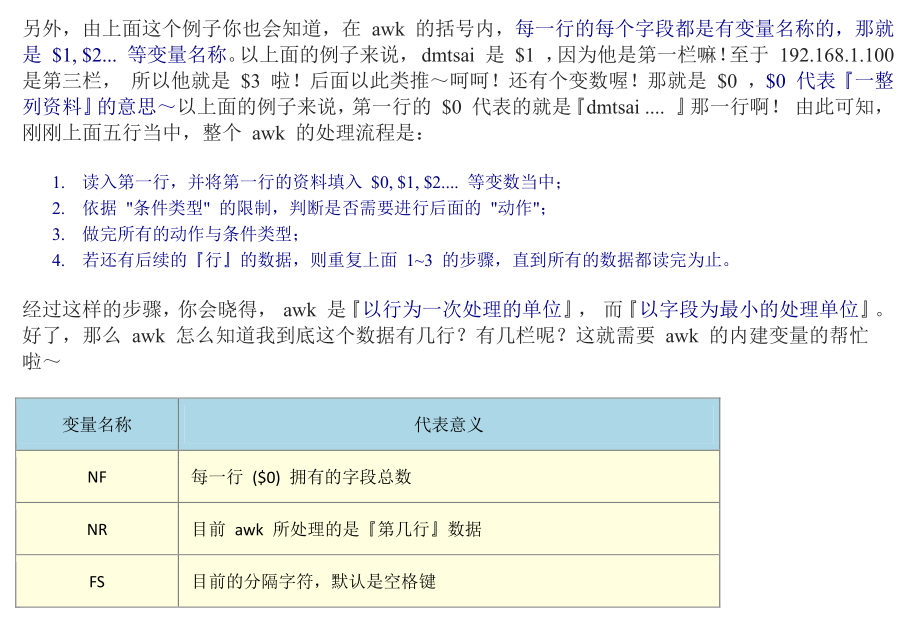 另外，由上面这个例子你也会知道，在 awk 的括号内，每一行的每个字段都是有变量名称的，那就
是 $1, $2... 等变量名称。以上面的例子来说，dmtsai 是 $1 ，因为他是第一栏嘛！至于 192.168.1.100
是第三栏， 所以他就是 $3 啦！后面以此类推～呵呵！还有个变数喔！那就是 $0 ，$0 代表『一整
列资料』的意思～以上面的例子来说，第一行的 $0 代表的就是『dmtsai .... 』那一行啊！ 由此可知，
刚刚上面五行当中，整个 awk 的处理流程是：
1. 读入第一行，并将第一行的资料填入 $0, $1, $2.... 等变数当中；
2. 依据 "条件类型" 的限制，判断是否需要进行后面的 "动作"；
3. 做完所有的动作与条件类型；
4. 若还有后续的『行』的数据，则重复上面 1~3 的步骤，直到所有的数据都读完为止。
经过这样的步骤，你会晓得， awk 是『以行为一次处理的单位』， 而『以字段为最小的处理单位』。
好了，那么 awk 怎么知道我到底这个数据有几行？有几栏呢？这就需要 awk 的内建变量的帮忙
啦～
变量名称 代表意义
NF 每一行 ($0) 拥有的字段总数
NR 目前 awk 所处理的是『第几行』数据
FS 目前的分隔字符，默认是空格键